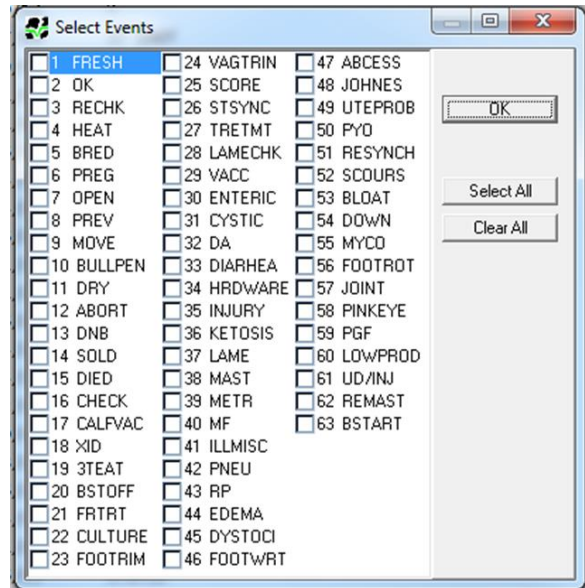 Select Events
1 FRESH
2 OK
3 RECHK
4 HEAT
5 BRED
6 PREG
7 OPEN
8 PREV
9 MOVE
10 BULLPEN
11 DRY
12 ABORT
13 DNB
14 SOLD
15 DIED
16 CHECK
17 CALFVAC
18 XID
19 3TEAT
20 BSTOFF
21 FRTRT
22 CULTURE
23 FOOTRIM
24 VAGTRIN
25 SCORE
26 STSYNC
27 TRETMT
28 LAMECHK
29 VACC
30 ENTERIC
31 CYSTIC
32 DA
33 DIARHEA
34 HRDWARE
35 INJURY
36 KETOSIS
37 LAME
38 MAST
39 METR
40 MF
41 ILLMISC
42 PNEU
43 RP
44 EDEMA
45 DYSTOCI
46 FOOTWRT
47 ABCESS
48 JOHNES
49 UTEPROB
50 PYO
51 RESYNCH
52 SCOURS
53 BLOAT
54 DOWN
55 MYCO
56 FOOTROT
57 JOINT
58 PINKEYE
59 PGF
60 LOWPROD
61 UD/INJ
62 REMAST
63 BSTART
OK
Select All
Clear All